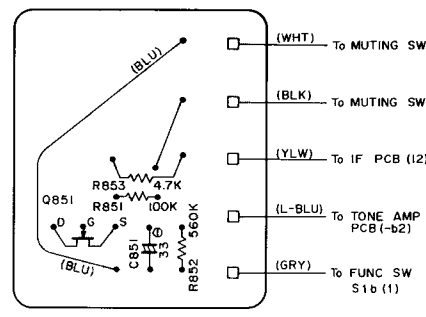 (WHT) To MUTING SW
(BLU)
(BLK) To MUTING SW
(YLW) To IF PCB (12)
R853 4.7K
Q851 R851 100K
(L-BLU) To TONE AMP
PCB (-b2)
D G S
C851
33
560K
R852
(BLU)
(GRY) To FUNC SW
S1b (1)